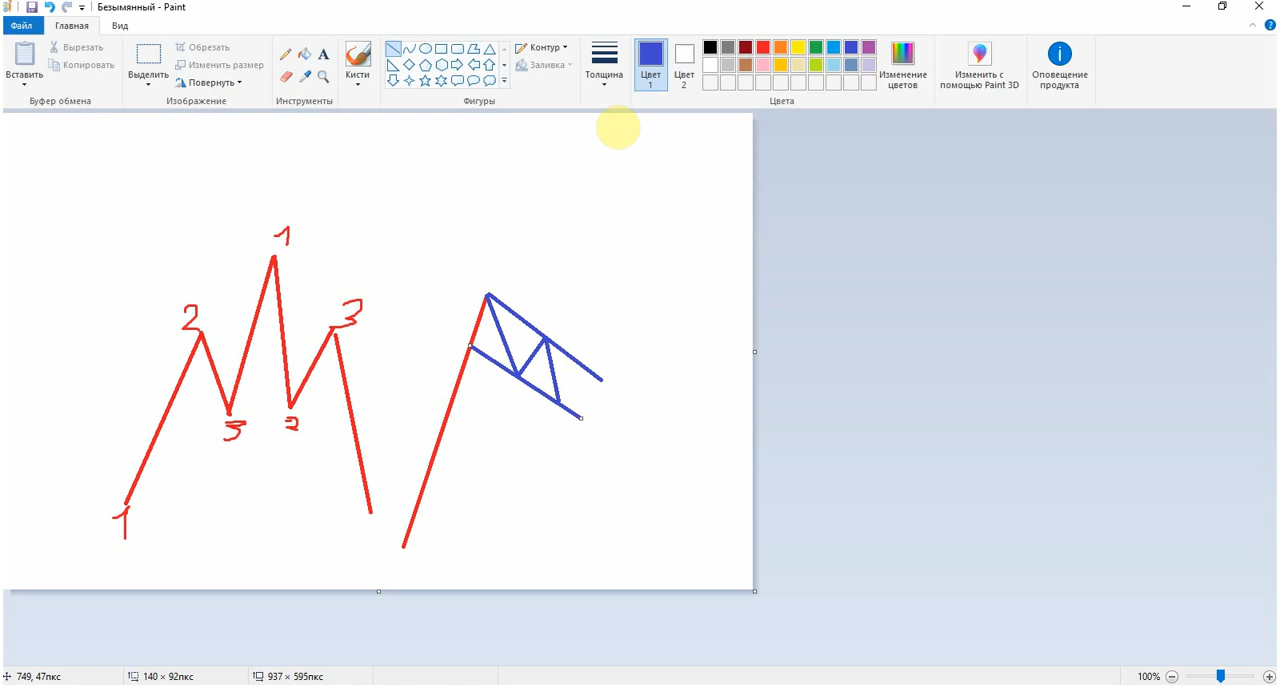 Безымянный - Paint
Файл Главная Вид
Вставить
Вырезать
Копировать
Буфер обмена
Выделить
Обрезать
Изменить размер
Повернуть
Изображение
A
Инструменты
Кисти
Фигуры
Контур
Заливка
Толщина
Цвет 1
Цвет 2
Цвета
Изменение цветов
Изменить с помощью Paint 3D
Оповещение продукта
1
2
3
1
2
3
749, 47пкс
140 × 92пкс
937 × 595пкс
100%